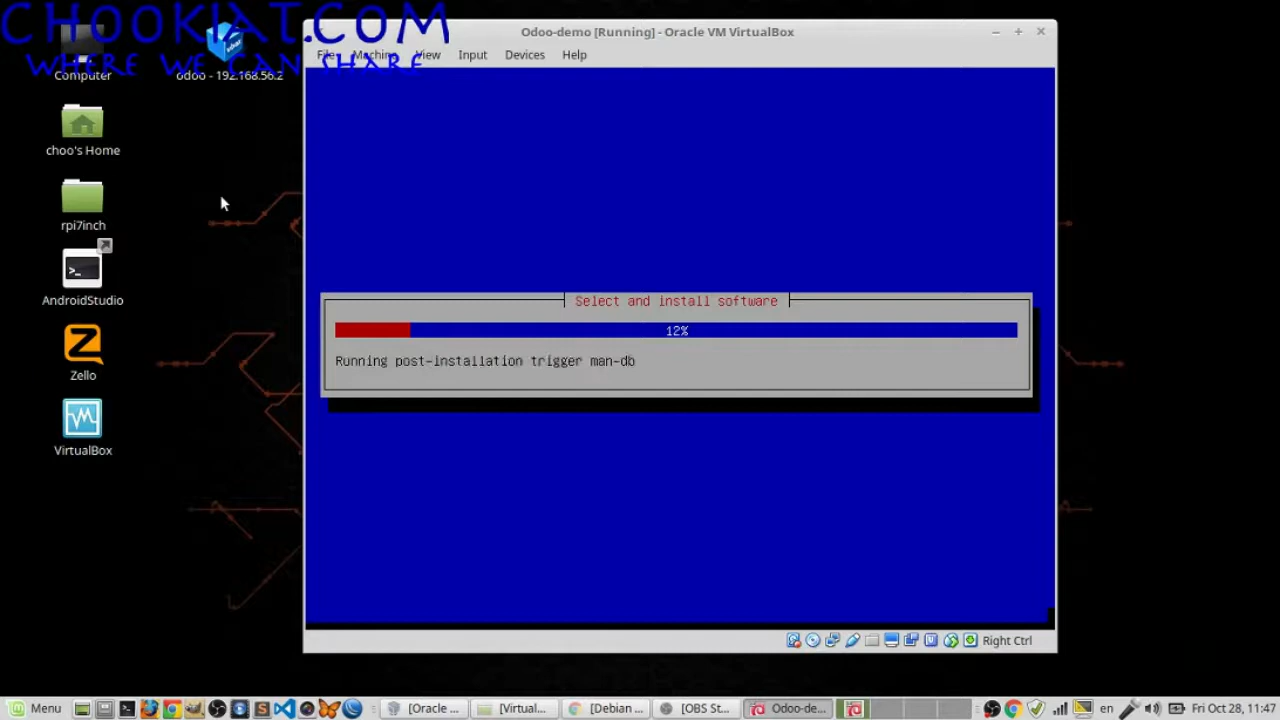 CHOOKIAT.COM
WHERE WE CAN SHARE
Computer
odoo - 192.168.56.2
choo's Home
rpi7inch
AndroidStudio
Zello
VirtualBox
Odoo-demo [Running] - Oracle VM VirtualBox
File Machine View Input Devices Help
Select and install software
12%
Running post-installation trigger man-db
Right Ctrl
Menu
[Oracle ...
[Virtual...
[Debian ...
[OBS St...
Odoo-de...
en
Fri Oct 28, 11:47